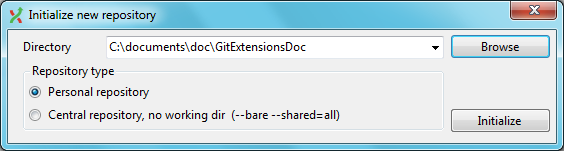 Initialize new repository
Directory C:\documents\doc\GitExtensionsDoc Browse
Repository type
Personal repository
Central repository, no working dir (--bare --shared=all)
Initialize